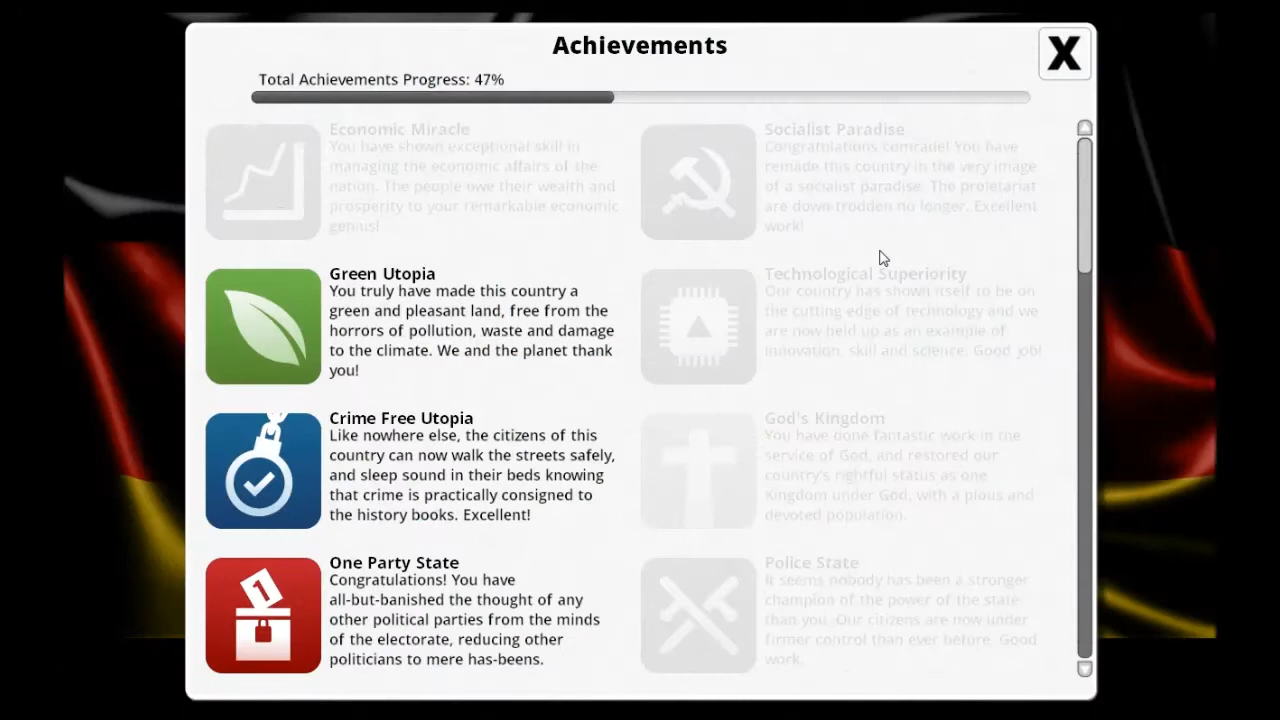 Achievements
X
Total Achievements Progress: 47%
Economic Miracle
You have shown exceptional skill in
managing the economic affairs of the
nation. The people owe their wealth and
prosperity to your remarkable economic
genius!
Socialist Paradise
Congratulations comrade! You have
remade this country in the very image
of a socialist paradise. The proletariat
are down-trodden no longer. Excellent
work!
Green Utopia
You truly have made this country a
green and pleasant land, free from the
horrors of pollution, waste and damage
to the climate. We and the planet thank
you!
Technological Superiority
Our country has shown itself to be on
the cutting edge of technology and we
are now held up as an example of
innovation, skill and science. Good job!
Crime Free Utopia
Like nowhere else, the citizens of this
country can now walk the streets safely,
and sleep sound in their beds knowing
that crime is practically consigned to
the history books. Excellent!
God's Kingdom
You have done fantastic work in the
service of God, and restored our
country's rightful status as one
Kingdom under God, with a pious and
devoted population.
One Party State
Congratulations! You have
all-but-banished the thought of any
other political parties from the minds
of the electorate, reducing other
politicians to mere has-beens.
1
Police State
It seems nobody has been a stronger
champion of the power of the state
than you. Our citizens are now under
firmer control than ever before. Good
work.